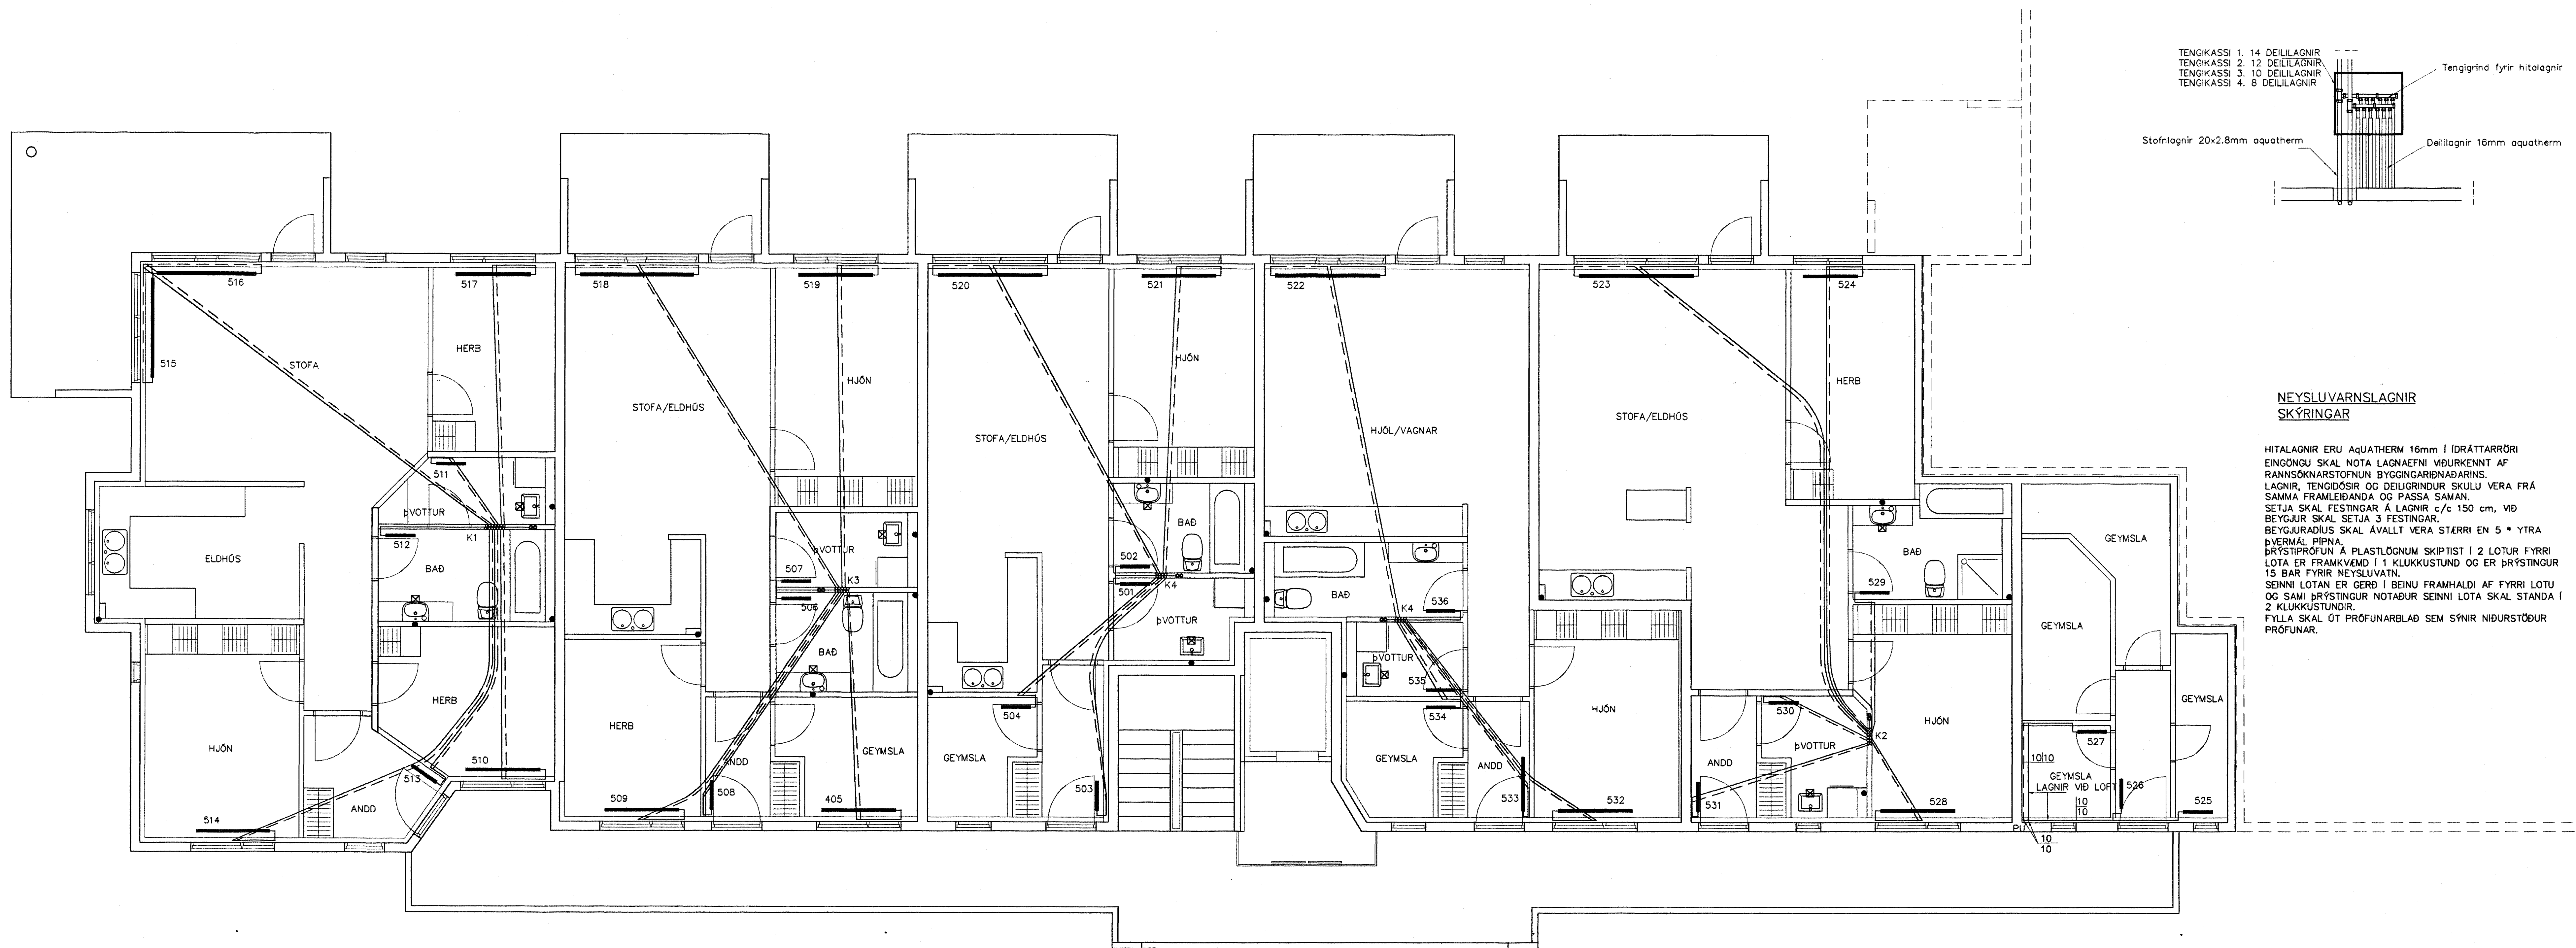 TENGIKASSI 1. 14 DEILILAGNIR
TENGIKASSI 2. 12 DEILILAGNIR
TENGIKASSI 3. 10 DEILILAGNIR
TENGIKASSI 4. 8 DEILILAGNIR
Tengigrind fyrir hitalagnir
Stofnlagnir 20x2.8mm aquatherm
Deililagnir 16mm aquatherm
516
517
518
519
520
521
522
523
524
515
STOFA
HERB
STOFA/ELDHÚS
HJÓN
STOFA/ELDHÚS
HJÓN
HJÓL/VAGNAR
STOFA/ELDHÚS
HERB
511
ÞVOTTUR
512
K1
BAÐ
ELDHÚS
HERB
HJÓN
510
513
514
ANDD
ÞVOTTUR
507
K3
506
BAÐ
HERB
ANDD
GEYMSLA
509
508
405
BAÐ
502
501
K4
ÞVOTTUR
504
GEYMSLA
503
BAÐ
K4
536
ÞVOTTUR
535
534
GEYMSLA
ANDD
533
HJÓN
532
BAÐ
529
530
K2
ÞVOTTUR
HJÓN
ANDD
531
528
GEYMSLA
GEYMSLA
GEYMSLA
527
10|10
GEYMSLA
LAGNIR VIÐ LOFT
10
10
526
525
PU
10
10
NEYSLUVARNSLAGNIR
SKÝRINGAR
HITALAGNIR ERU AqUATHERM 16mm Í ÍDRÁTTARRÖRI
EINGÖNGU SKAL NOTA LAGNAEFNI VIÐURKENNT AF
RANNSÖKNARSTOFNUN BYGGINGARIÐNAÐARINS.
LAGNIR, TENGIDÓSIR OG DEILIGRINDUR SKULU VERA FRÁ
SAMMA FRAMLEIÐANDA OG PASSA SAMAN.
SETJA SKAL FESTINGAR Á LAGNIR c/c 150 cm, VIÐ
BEYGJUR SKAL SETJA 3 FESTINGAR.
BEYGJURADÍUS SKAL ÁVALLT VERA STÆRRI EN 5 * YTRA
ÞVERMÁL PÍPNA.
ÞRÝSTIPRÓFUN Á PLASTLÖGNUM SKIPTIST Í 2 LOTUR FYRRI
LOTA ER FRAMKVÆMD Í 1 KLUKKUSTUND OG ER ÞRÝSTINGUR
15 BAR FYRIR NEYSLUVATN.
SEINNI LOTAN ER GERÐ Í BEINU FRAMHALDI AF FYRRI LOTU
OG SAMI ÞRÝSTINGUR NOTAÐUR SEINNI LOTA SKAL STANDA Í
2 KLUKKUSTUNDIR.
FYLLA SKAL ÚT PRÓFUNARBLAÐ SEM SÝNIR NIÐURSTÖÐUR
PRÓFUNAR.